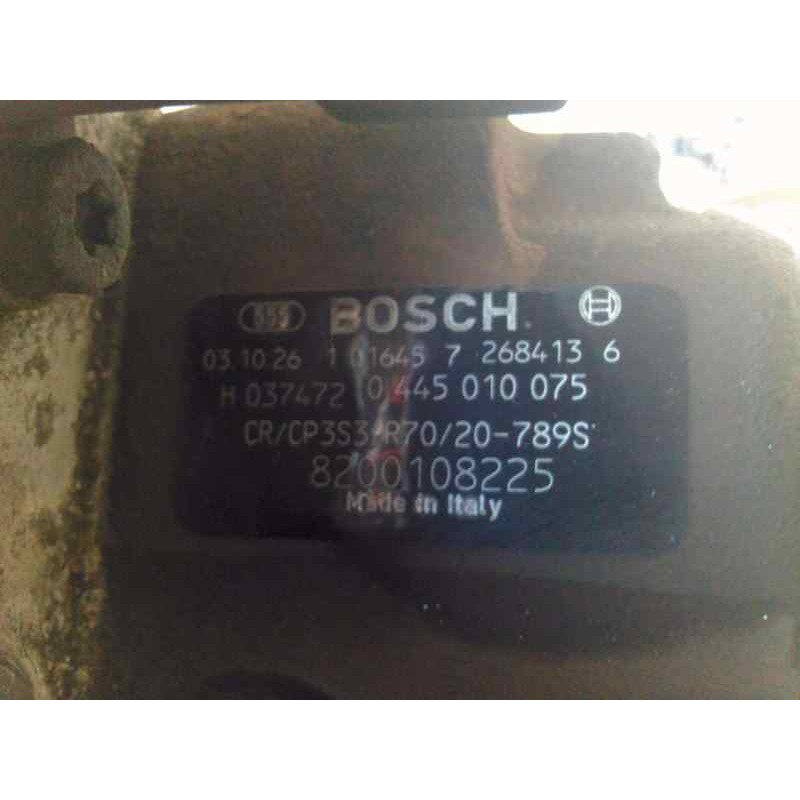 555 BOSCH
03.10.26 1 01645 7 268413 6
H 037472 0 445 010 075
CR/CP3S3/R70/20-789S
8200108225
Made in Italy